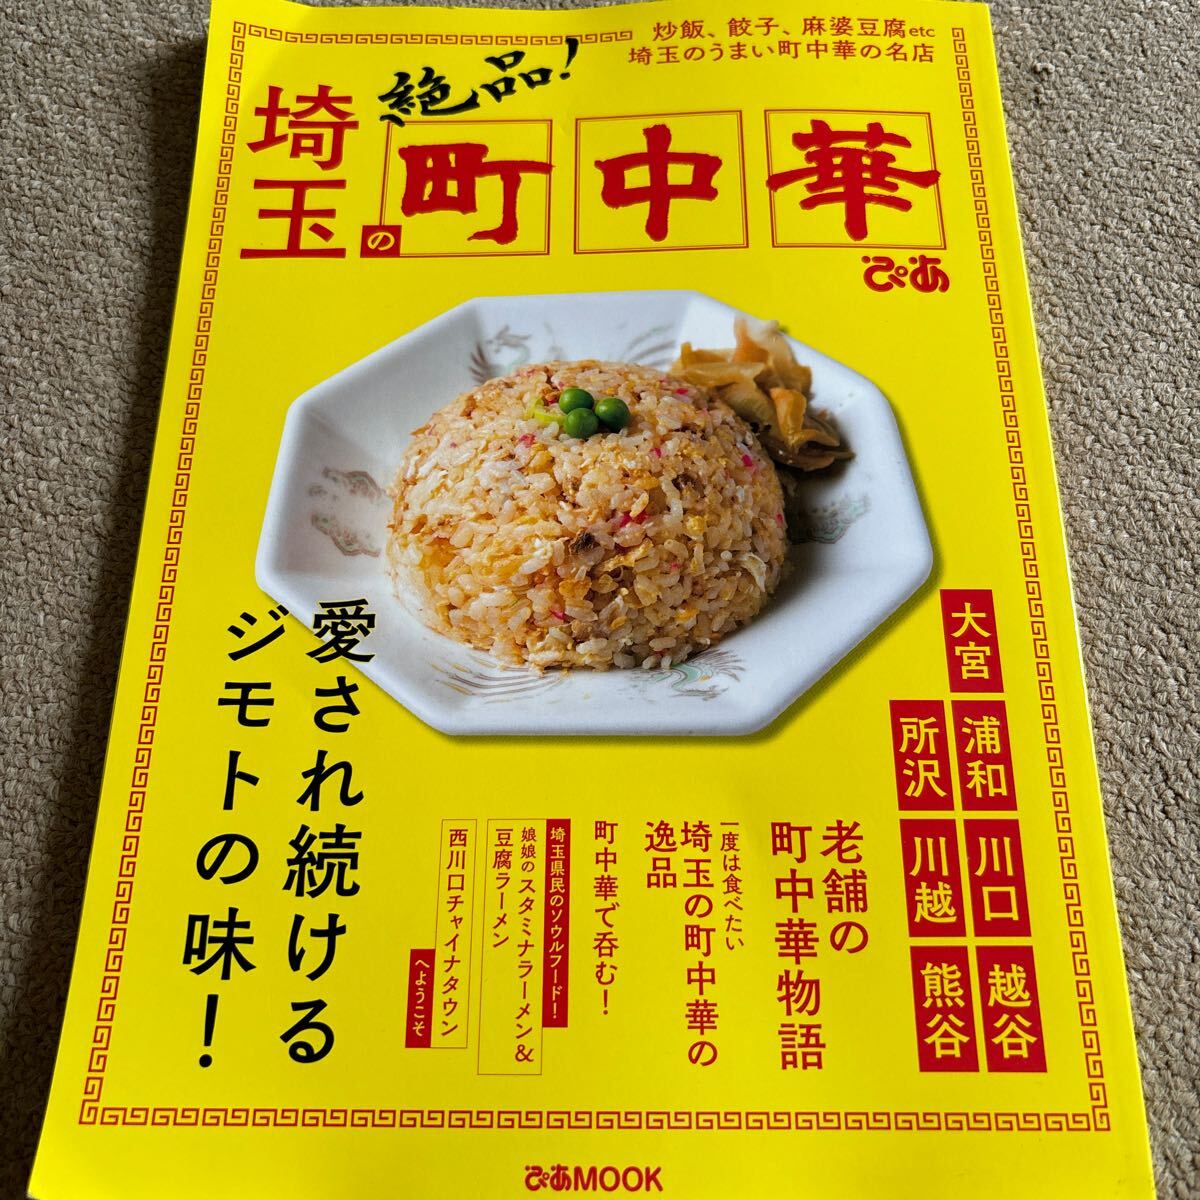 炒飯、餃子、麻婆豆腐etc
埼玉のうまい町中華の名店
絶品!
埼玉の
町中華
ぴあ
大宮
浦和
所沢
川口
川越
越谷
熊谷
老舗の
町中華物語
一度は食べたい
埼玉の町中華の
逸品
町中華で呑む!
埼玉県民のソウルフード!
娘娘のスタミナラーメン&
豆腐ラーメン
西川口チャイナタウン
へようこそ
愛され続ける
ジモトの味!
ぴあMOOK